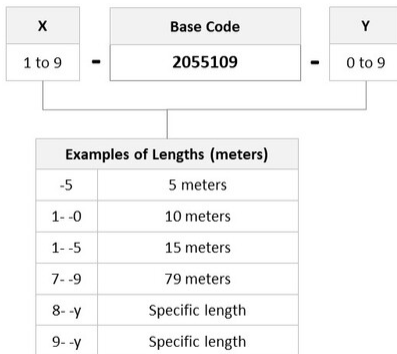 X Base Code Y
1 to 9 - 2055109 - 0 to 9
Examples of Lengths (meters)
-5 5 meters
1- -0 10 meters
1- -5 15 meters
7- -9 79 meters
8- -y Specific length
9- -y Specific length